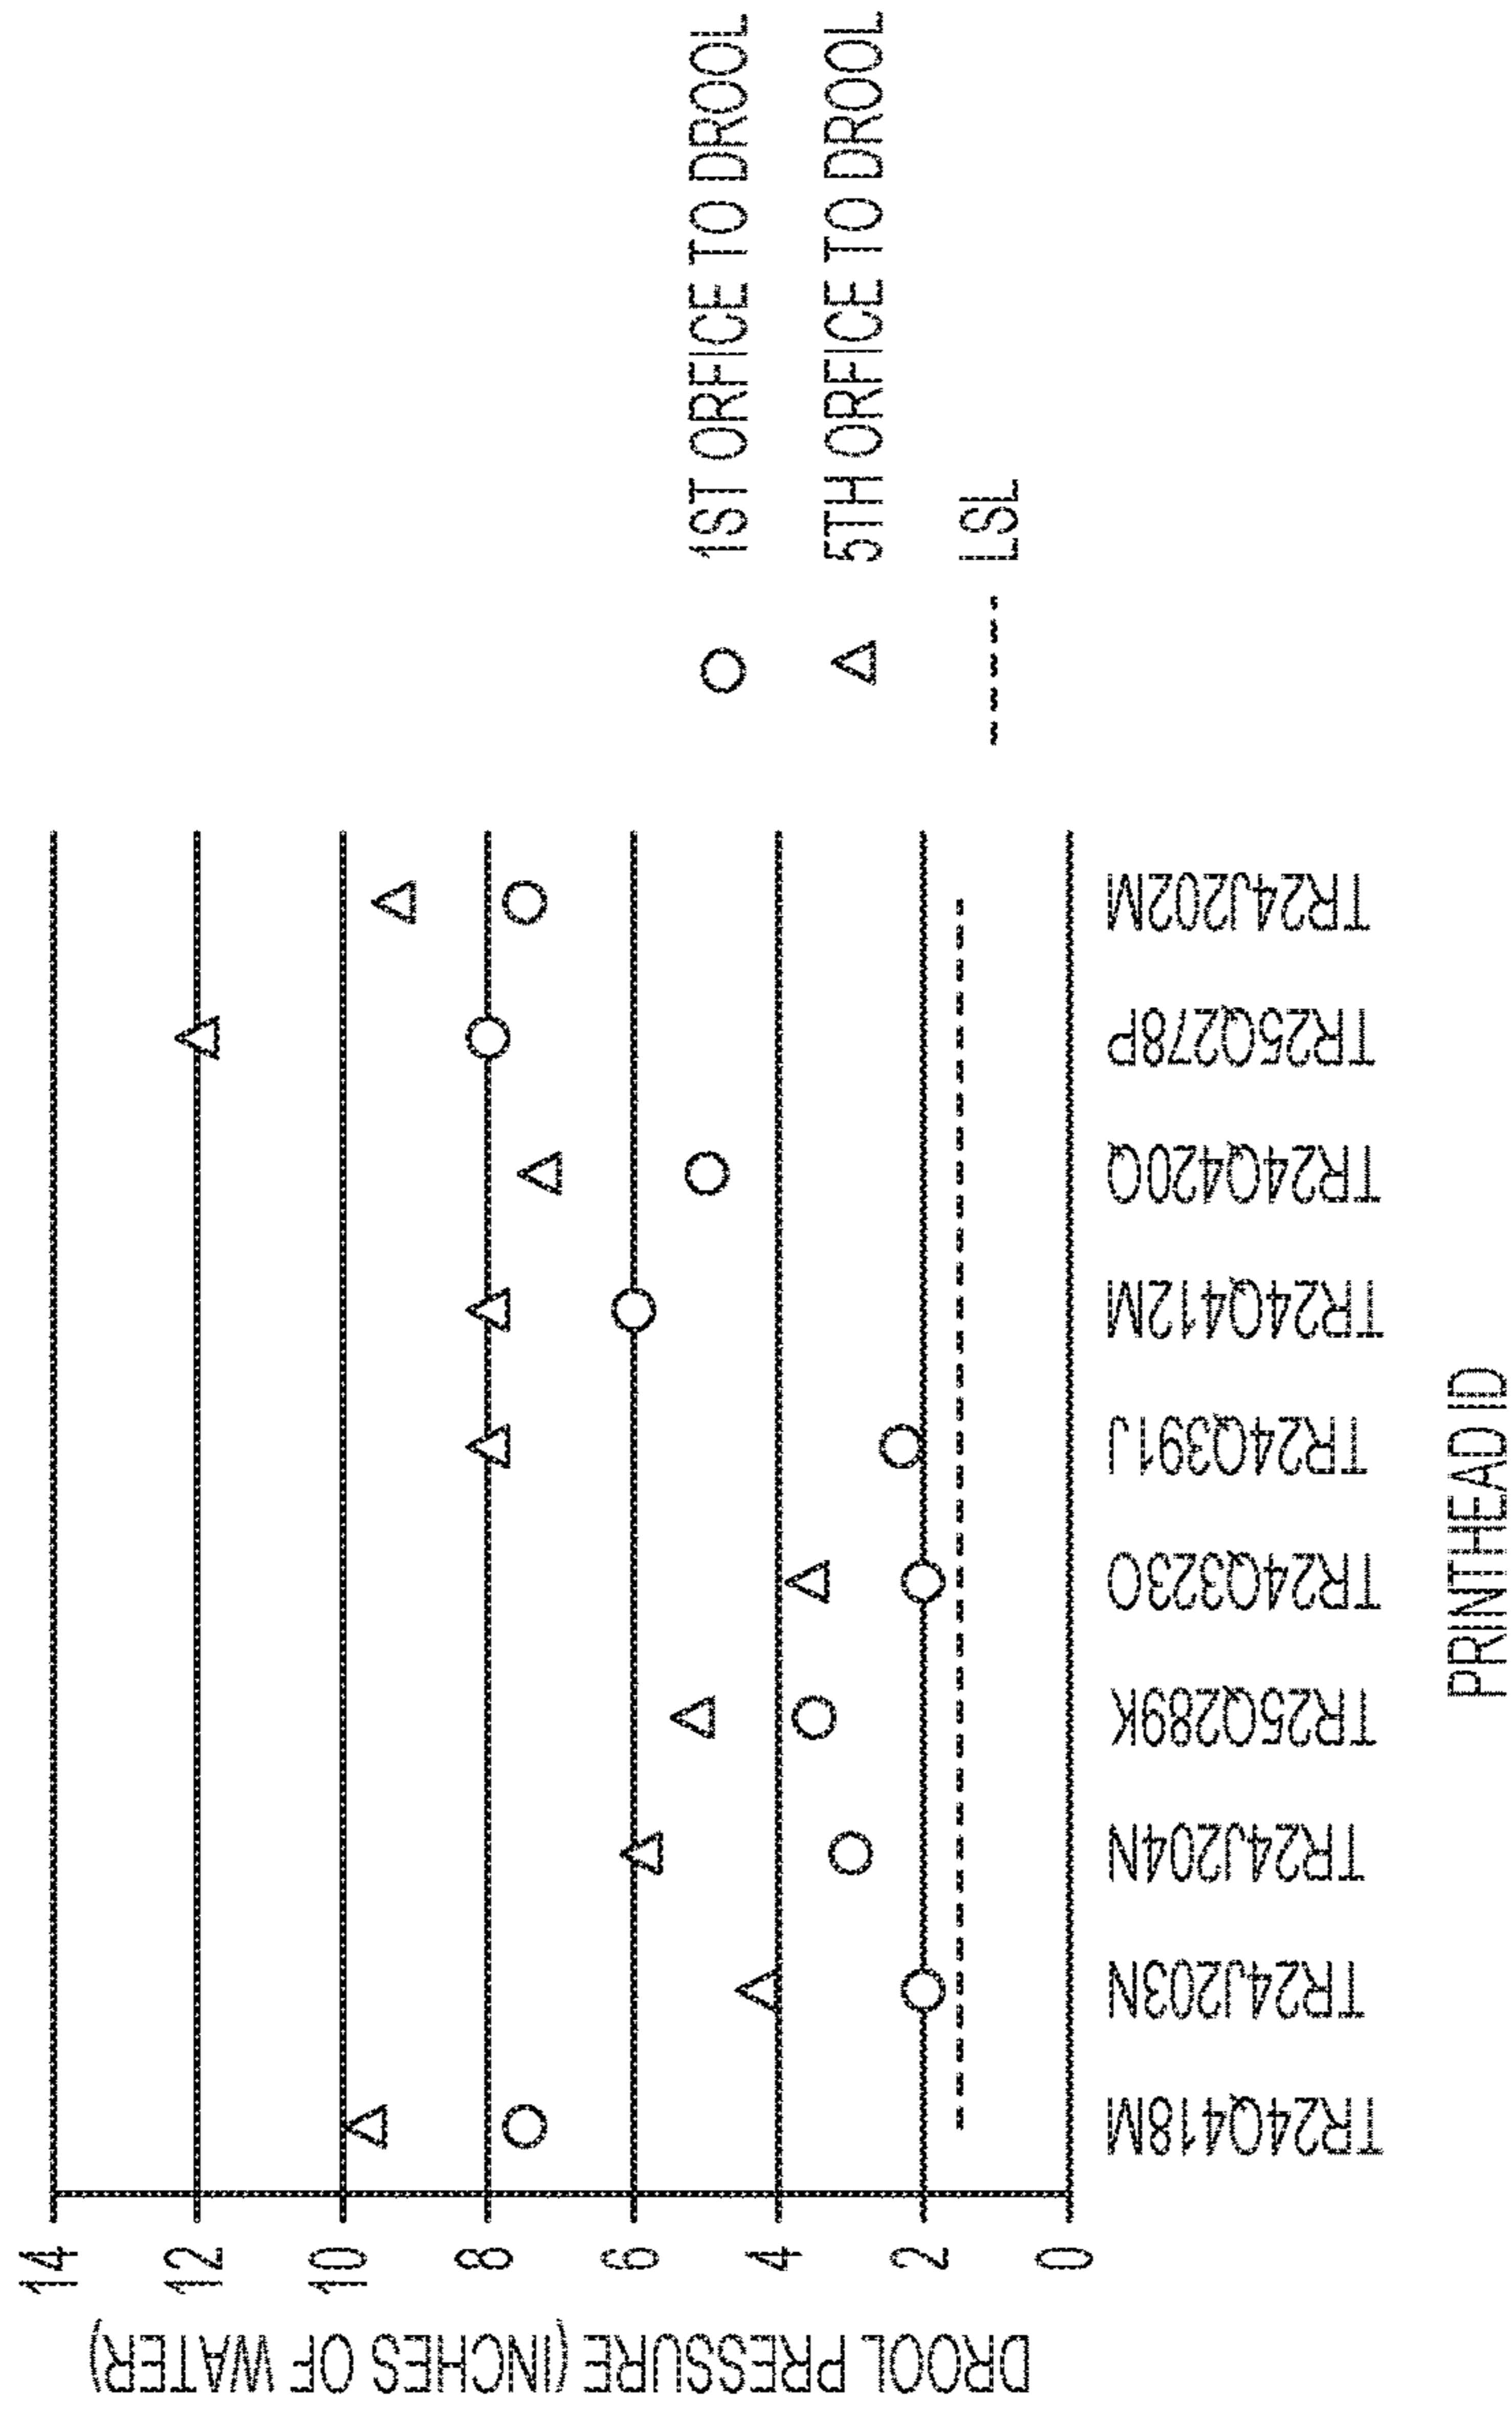 DROOL PRESSURE (INCHES OF WATER)
14
12
10
8
6
4
2
0
TR24Q418M
TR24J203N
TR24J204N
TR25Q289K
TR24Q323O
TR24Q391J
TR24Q412M
TR24Q420Q
TR25Q278P
TR24J202M
PRINTHEAD ID
1ST ORFICE TO DROOL
5TH ORFICE TO DROOL
LSL